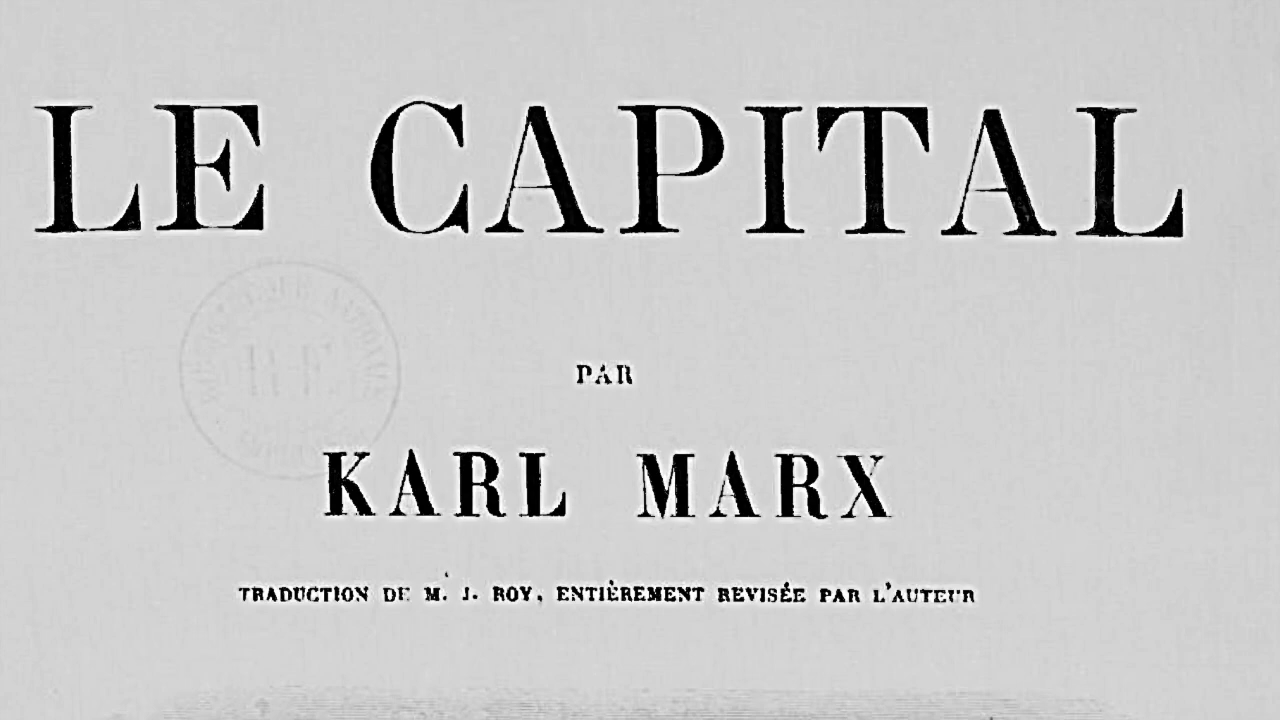 LE CAPITAL
PAR
KARL MARX
TRADUCTION DE M. J. ROY, ENTIÈREMENT REVISÉE PAR L'AUTEUR